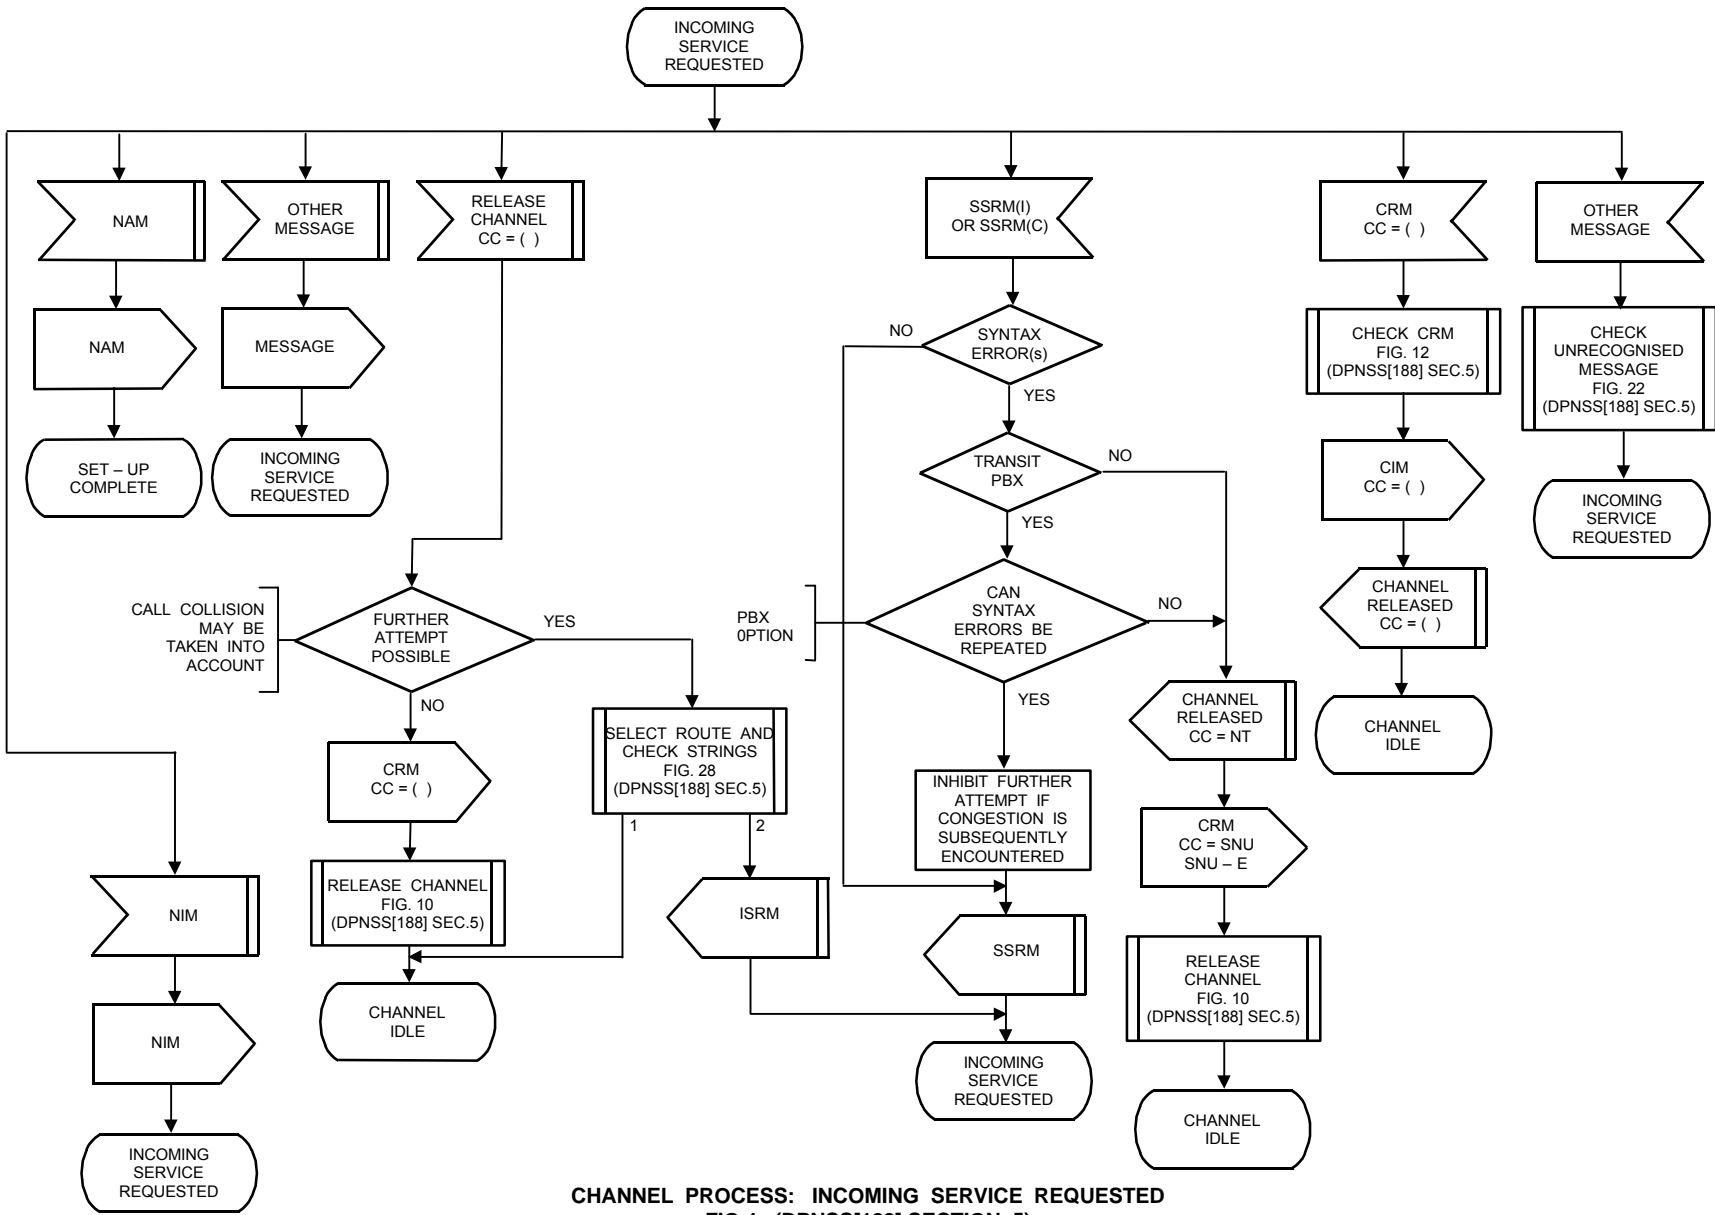 INCOMING
SERVICE
REQUESTED
NAM
OTHER
MESSAGE
RELEASE
CHANNEL
CC = ( )
SSRM(I)
OR SSRM(C)
CRM
CC = ( )
OTHER
MESSAGE
NAM
MESSAGE
NO
SYNTAX
ERROR(s)
YES
CHECK CRM
FIG. 12
(DPNSS[188] SEC.5)
CHECK
UNRECOGNISED
MESSAGE
FIG. 22
(DPNSS[188] SEC.5)
SET – UP
COMPLETE
INCOMING
SERVICE
REQUESTED
TRANSIT
PBX
NO
YES
CIM
CC = ( )
INCOMING
SERVICE
REQUESTED
CALL COLLISION
MAY BE
TAKEN INTO
ACCOUNT
FURTHER
ATTEMPT
POSSIBLE
YES
NO
PBX
0PTION
CAN
SYNTAX
ERRORS BE
REPEATED
NO
YES
CHANNEL
RELEASED
CC = ( )
CHANNEL
RELEASED
CC = NT
CHANNEL
IDLE
SELECT ROUTE AND
CHECK STRINGS
FIG. 28
(DPNSS[188] SEC.5)
1
2
CRM
CC = ( )
INHIBIT FURTHER
ATTEMPT IF
CONGESTION IS
SUBSEQUENTLY
ENCOUNTERED
CRM
CC = SNU
SNU – E
RELEASE CHANNEL
FIG. 10
(DPNSS[188] SEC.5)
NIM
ISRM
SSRM
RELEASE
CHANNEL
FIG. 10
(DPNSS[188] SEC.5)
CHANNEL
IDLE
NIM
INCOMING
SERVICE
REQUESTED
CHANNEL
IDLE
INCOMING
SERVICE
REQUESTED
CHANNEL PROCESS: INCOMING SERVICE REQUESTED